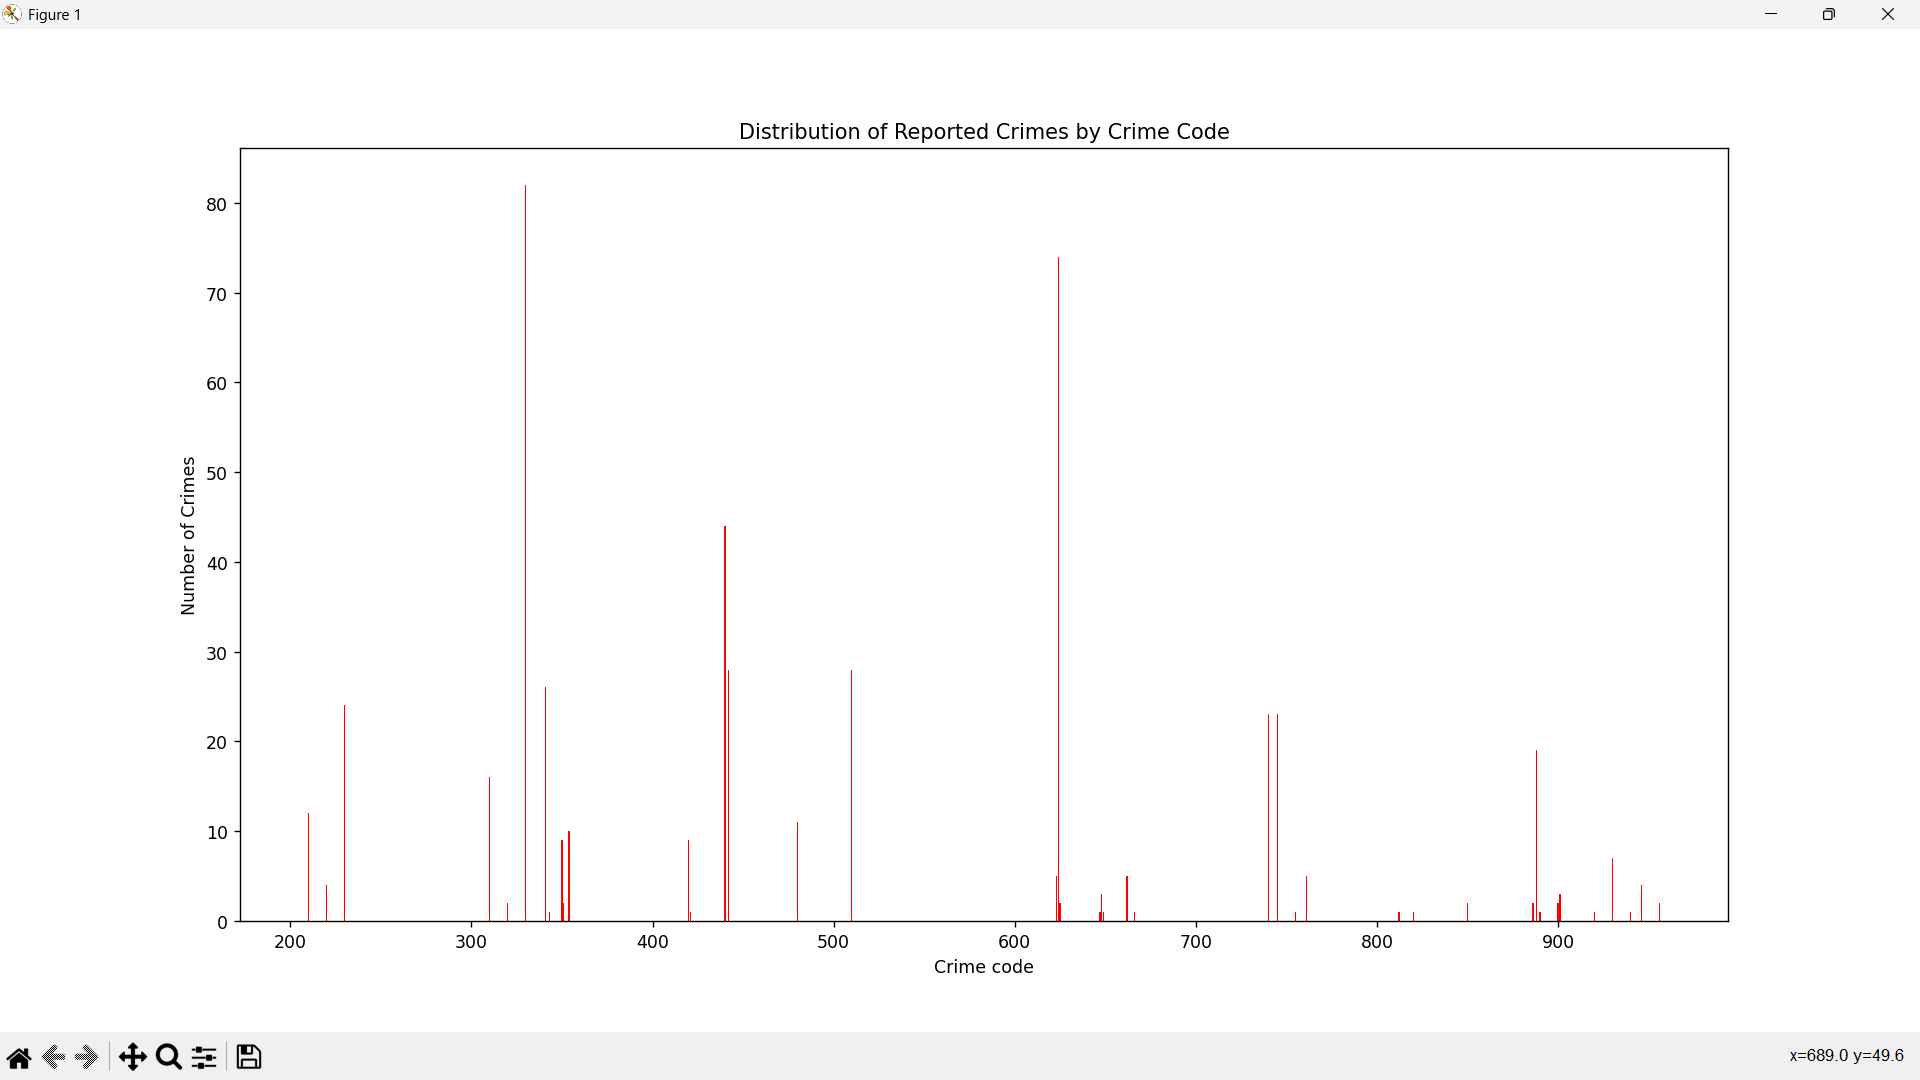 Figure 1
Distribution of Reported Crimes by Crime Code
Number of Crimes
80
70
60
50
40
30
20
10
0
200 300 400 500 600 700 800 900
Crime code
x=689.0 y=49.6